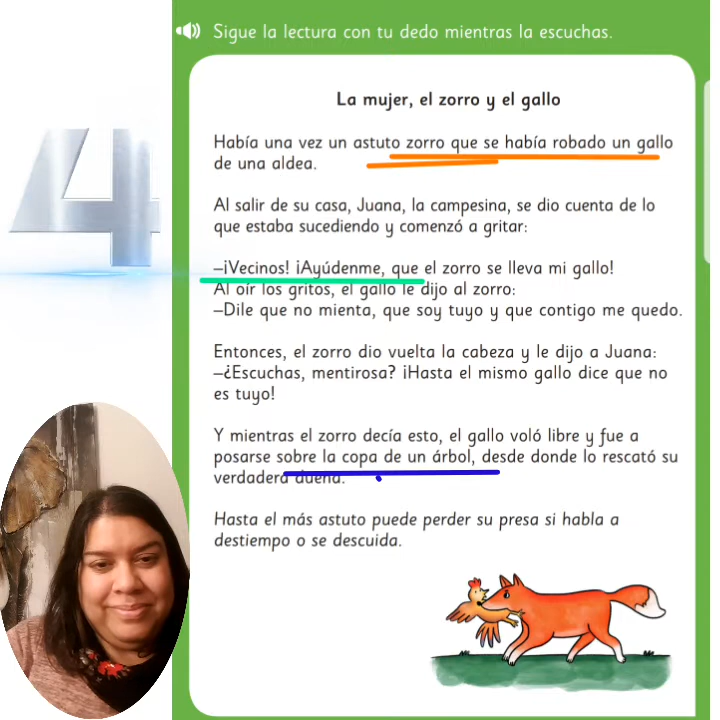 Sigue la lectura con tu dedo mientras la escuchas.
La mujer, el zorro y el gallo
Había una vez un astuto zorro que se había robado un gallo
de una aldea.
Al salir de su casa, Juana, la campesina, se dio cuenta de lo
que estaba sucediendo y comenzó a gritar:
–¡Vecinos! ¡Ayúdenme, que el zorro se lleva mi gallo!
Al oír los gritos, el gallo le dijo al zorro:
–Dile que no mienta, que soy tuyo y que contigo me quedo.
Entonces, el zorro dio vuelta la cabeza y le dijo a Juana:
–¿Escuchas, mentirosa? ¡Hasta el mismo gallo dice que no
es tuyo!
Y mientras el zorro decía esto, el gallo voló libre y fue a
posarse sobre la copa de un árbol, desde donde lo rescató su
verdadera dueña.
Hasta el más astuto puede perder su presa si habla a
destiempo o se descuida.
4